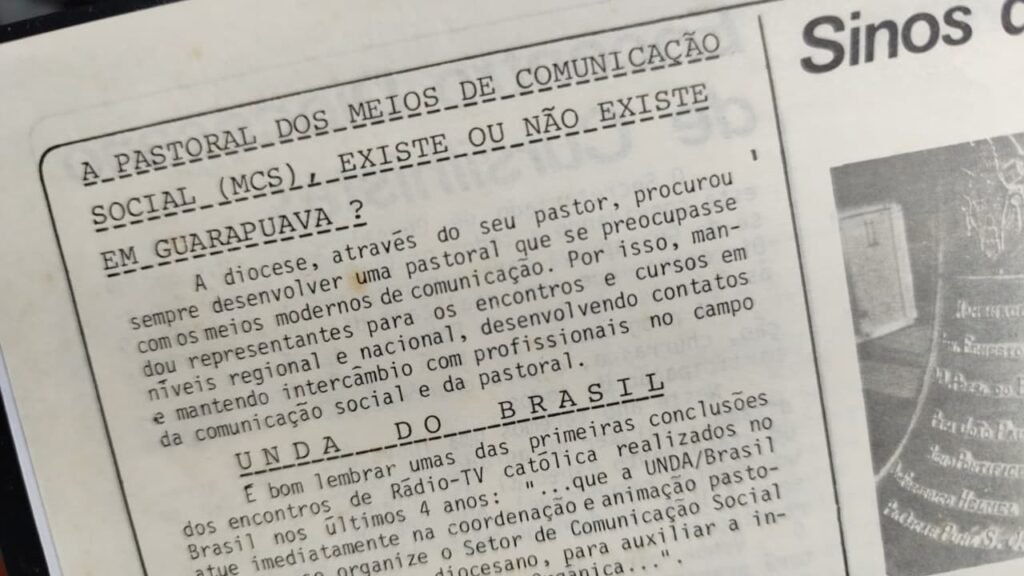 A PASTORAL DOS MEIOS DE COMUNICAÇÃO
SOCIAL (MCS), EXISTE OU NÃO EXISTE
EM GUARAPUAVA ?
A diocese, através do seu pastor, procurou
sempre desenvolver uma pastoral que se preocupasse
com os meios modernos de comunicação. Por isso, man-
dou representantes para os encontros e cursos em
níveis regional e nacional, desenvolvendo contatos
e mantendo intercâmbio com profissionais no campo
da comunicação social e da pastoral.
UNDA DO BRASIL
É bom lembrar umas das primeiras conclusões
dos encontros de Rádio-TV católica realizados no
Brasil nos últimos 4 anos: "...que a UNDA/Brasil
atue imediatamente na coordenação e animação pasto-
organize o Setor de Comunicação Social
diocesano, para auxiliar a in-
Sinos